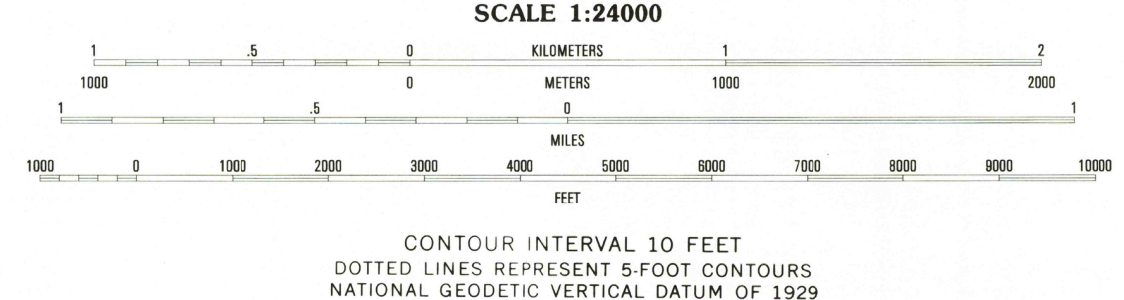 SCALE 1:24000
1 .5 0 KILOMETERS 1 2
1000 0 METERS 1000 2000
1 .5 0 1
MILES
1000 0 1000 2000 3000 4000 5000 6000 7000 8000 9000 10000
FEET
CONTOUR INTERVAL 10 FEET
DOTTED LINES REPRESENT 5-FOOT CONTOURS
NATIONAL GEODETIC VERTICAL DATUM OF 1929